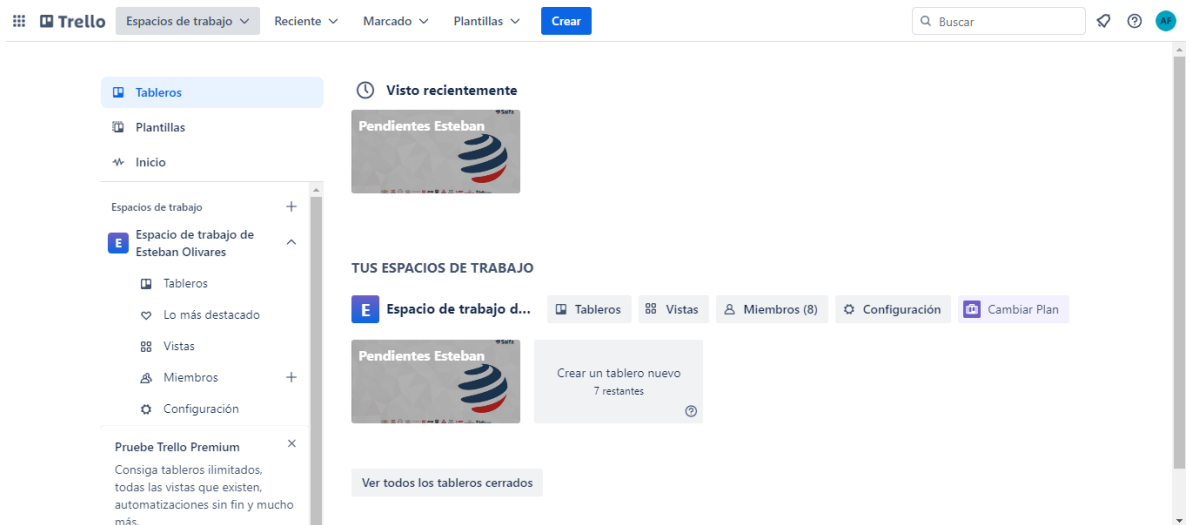 Trello Espacios de trabajo Reciente Marcado Plantillas Crear Buscar AF
Tableros
Plantillas
Inicio
Espacios de trabajo
E Espacio de trabajo de
Esteban Olivares
Tableros
Lo más destacado
Vistas
Miembros
Configuración
Pruebe Trello Premium
Consiga tableros ilimitados,
todas las vistas que existen,
automatizaciones sin fin y mucho
más.
Visto recientemente
Pendientes Esteban
TUS ESPACIOS DE TRABAJO
E Espacio de trabajo d... Tableros Vistas Miembros (8) Configuración Cambiar Plan
Pendientes Esteban
Crear un tablero nuevo
7 restantes
Ver todos los tableros cerrados